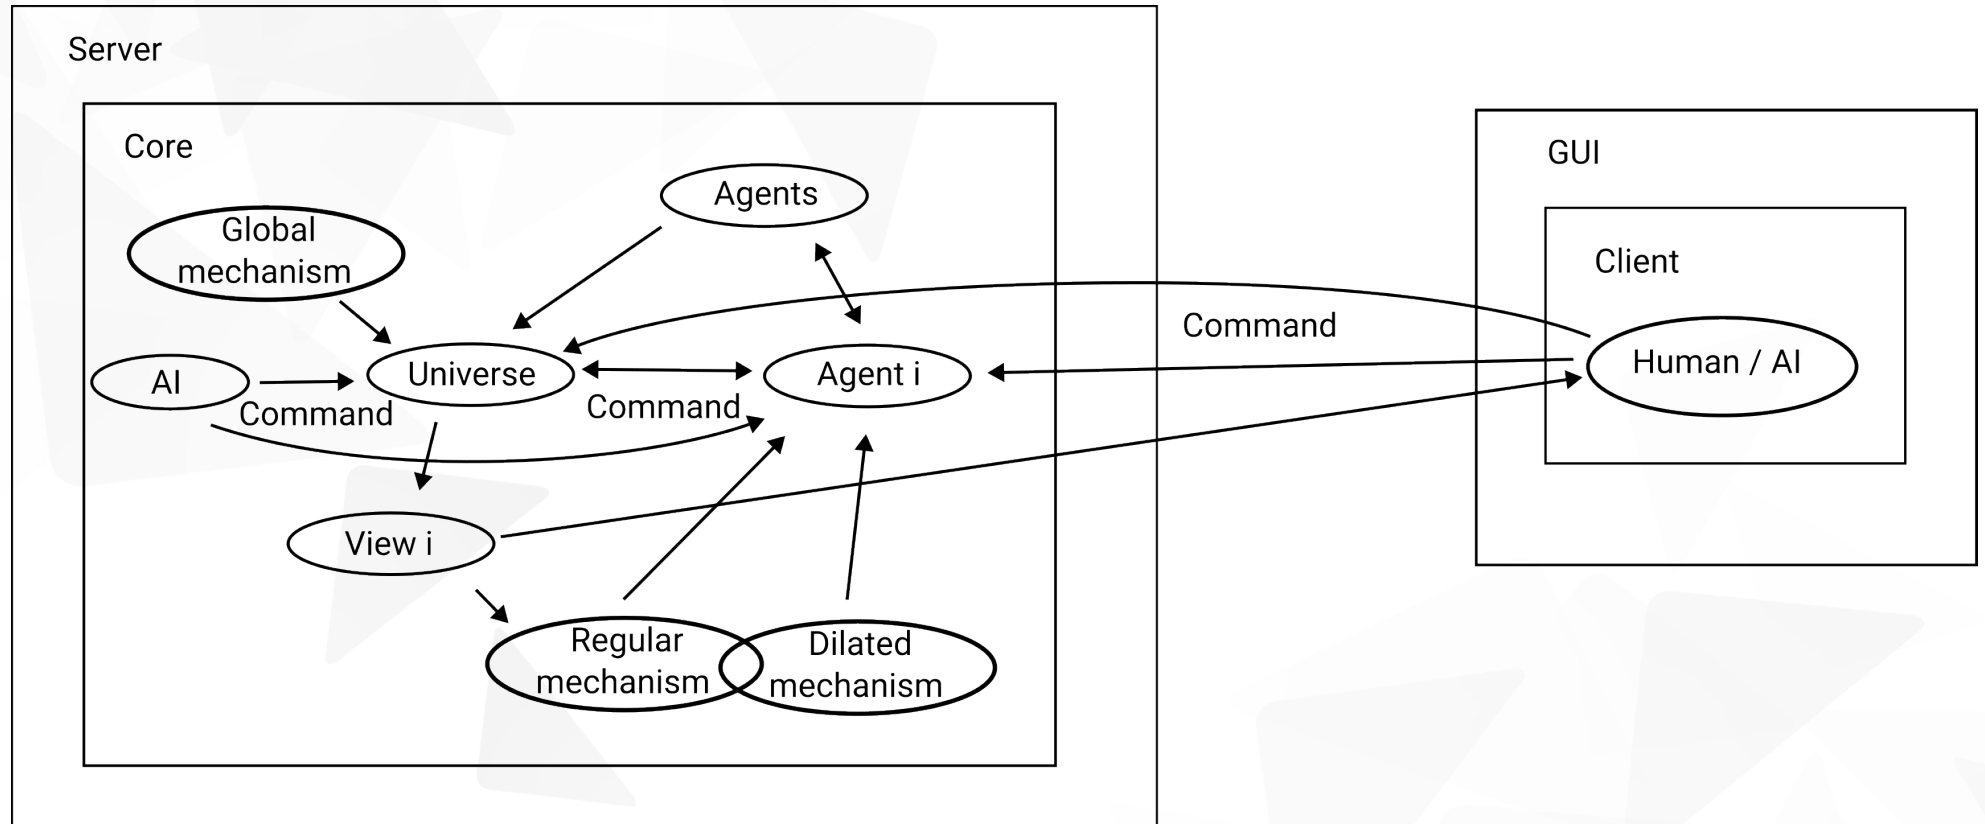 Server
Core
GUI
Agents
Global
mechanism
Client
Command
Universe
Agent i
Human / AI
AI
Command
Command
View i
Regular
mechanism
Dilated
mechanism